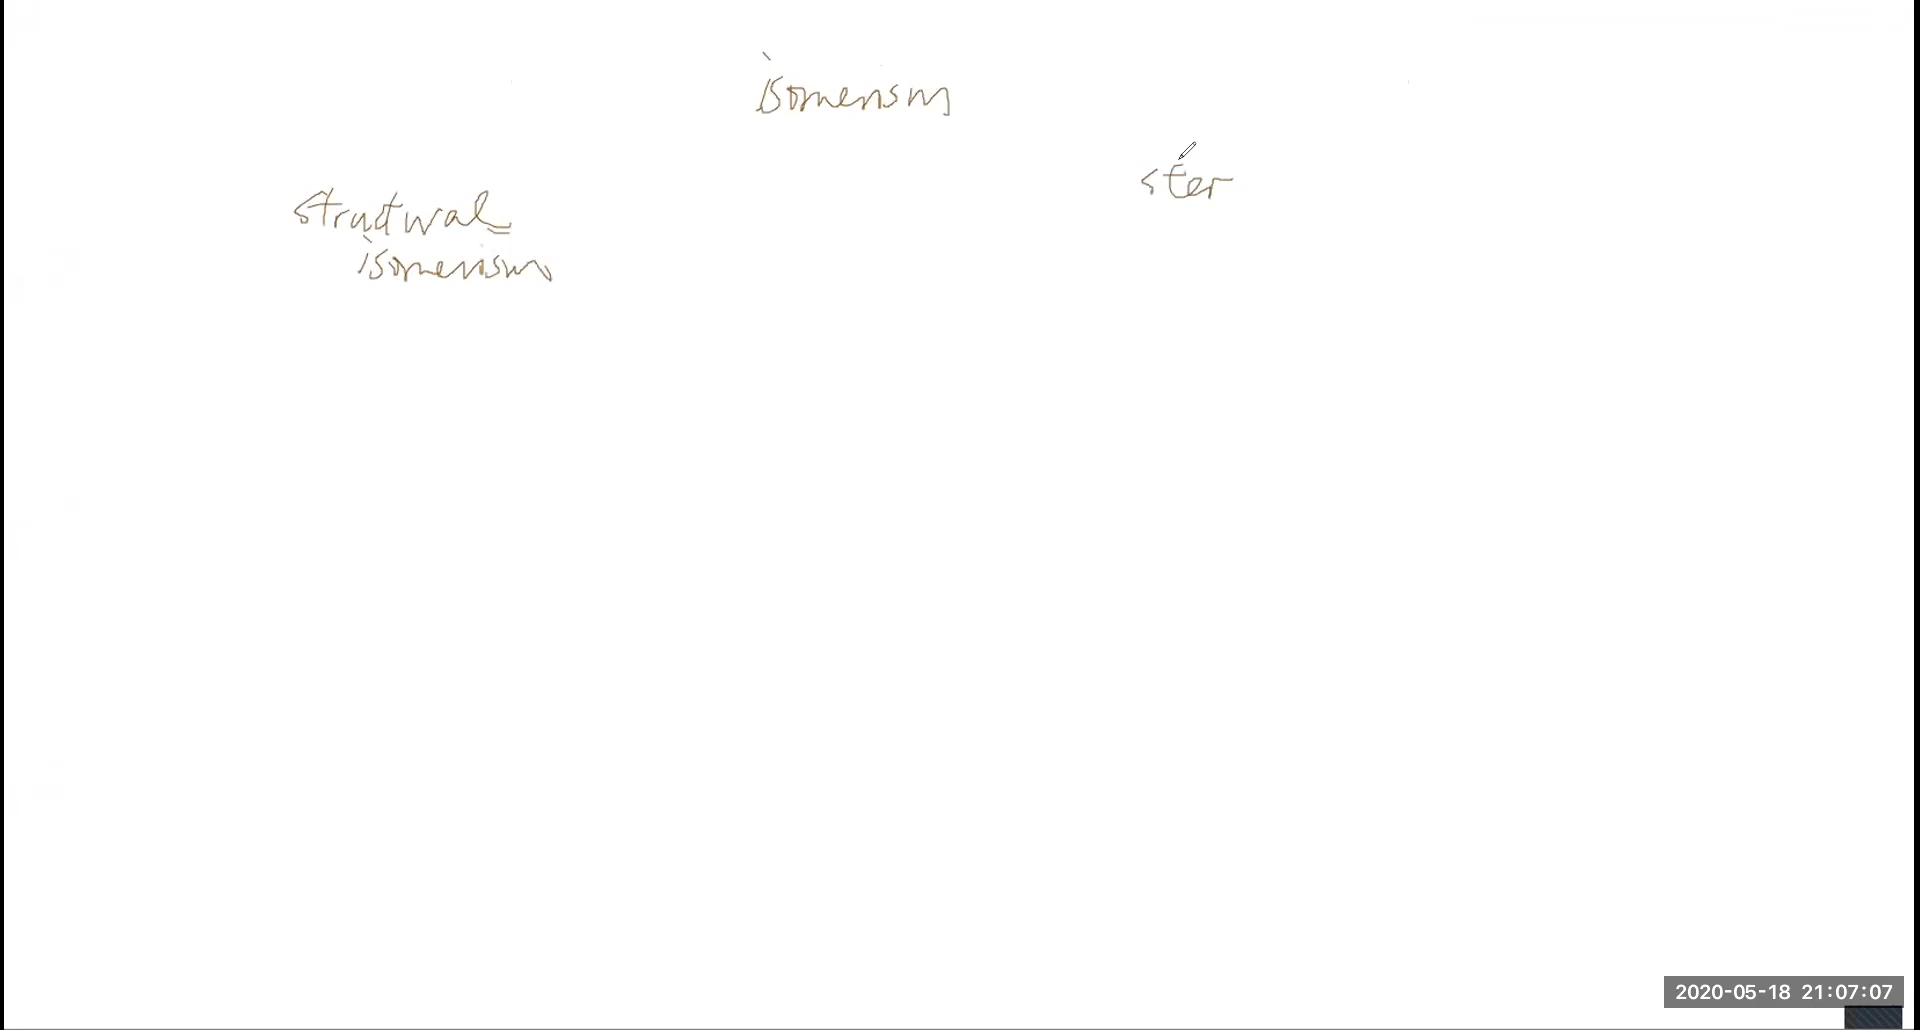 isomerism
ster
structural
isomerism
2020-05-18 21:07:07